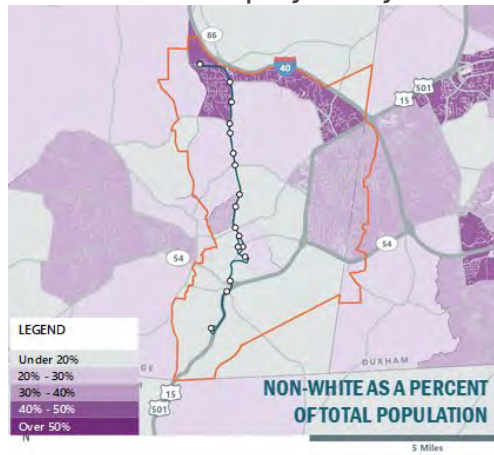 86
40
15
501
54
54
LEGEND
Under 20%
20% - 30%
30% - 40%
40% - 50%
Over 50%
N
GE
DURHAM
15
501
NON-WHITE AS A PERCENT
OF TOTAL POPULATION
5 Miles